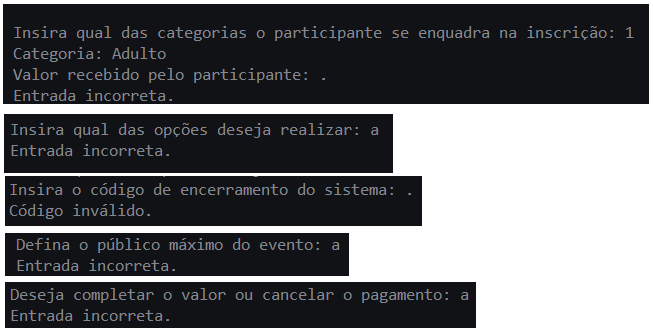 Insira qual das categorias o participante se enquadra na inscrição: 1
Categoria: Adulto
Valor recebido pelo participante: .
Entrada incorreta.
Insira qual das opções deseja realizar: a
Entrada incorreta.
Insira o código de encerramento do sistema: .
Código inválido.
Defina o público máximo do evento: a
Entrada incorreta.
Deseja completar o valor ou cancelar o pagamento: a
Entrada incorreta.